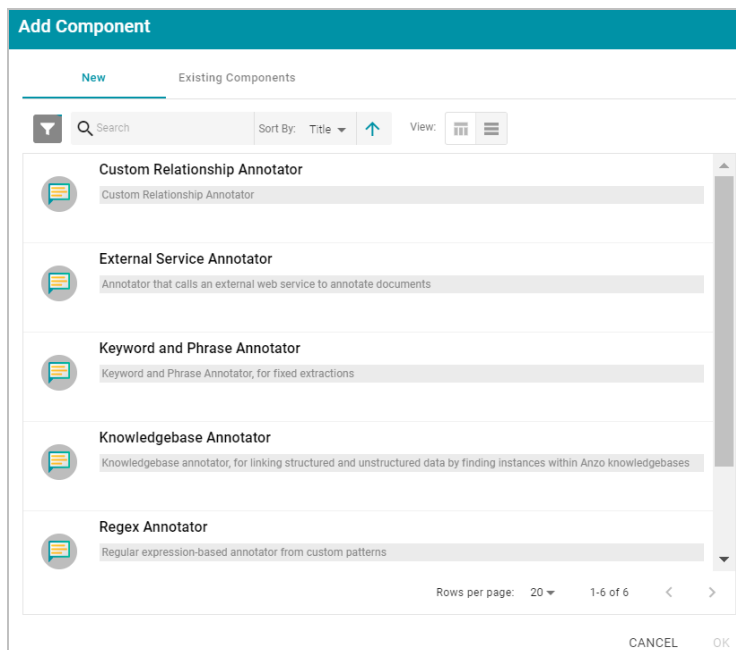 Add Component
New Existing Components
Search Sort By: Title View:
Custom Relationship Annotator
Custom Relationship Annotator
External Service Annotator
Annotator that calls an external web service to annotate documents
Keyword and Phrase Annotator
Keyword and Phrase Annotator, for fixed extractions
Knowledgebase Annotator
Knowledgebase annotator, for linking structured and unstructured data by finding instances within Anzo knowledgebases
Regex Annotator
Regular expression-based annotator from custom patterns
Rows per page: 20 1-6 of 6
CANCEL OK